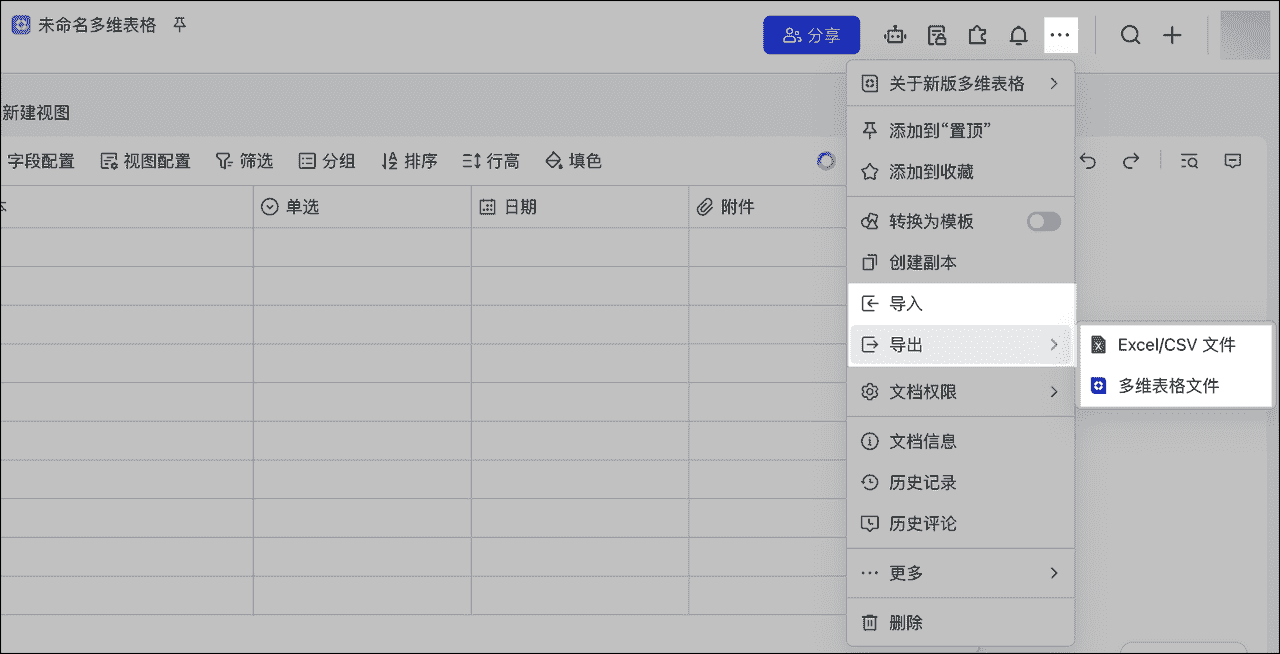 未命名多维表格
分享
新建视图
字段配置 视图配置 筛选 分组 排序 行高 填色
单选 日期 附件
关于新版多维表格
添加到“置顶”
添加到收藏
转换为模板
创建副本
导入
导出
Excel/CSV 文件
多维表格文件
文档权限
文档信息
历史记录
历史评论
更多
删除